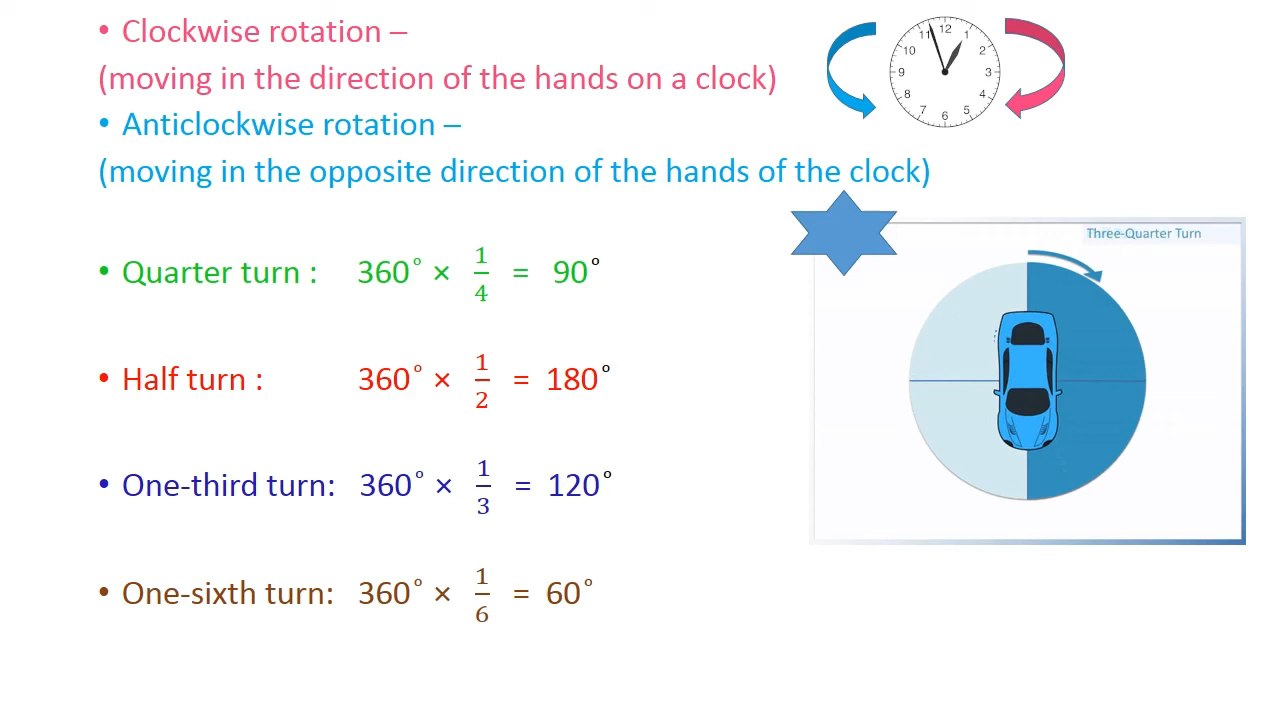 • Clockwise rotation –
(moving in the direction of the hands on a clock)
• Anticlockwise rotation –
(moving in the opposite direction of the hands of the clock)
12
1
2
3
4
5
6
7
8
9
10
11
• Quarter turn : 360° × 1/4 = 90°
• Half turn : 360° × 1/2 = 180°
• One-third turn: 360° × 1/3 = 120°
• One-sixth turn: 360° × 1/6 = 60°
Three-Quarter Turn